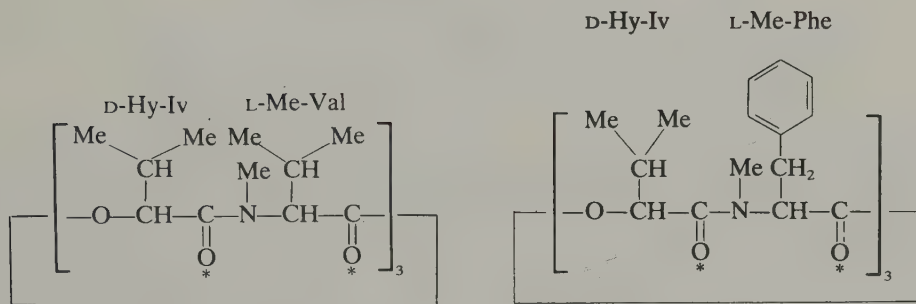 D-Hy-Iv L-Me-Val
Me Me Me Me
CH Me CH
O—CH—C—N—CH—C
O O
* *
3
D-Hy-Iv L-Me-Phe
Me Me
CH Me CH₂
O—CH—C—N—CH—C
O O
* *
3